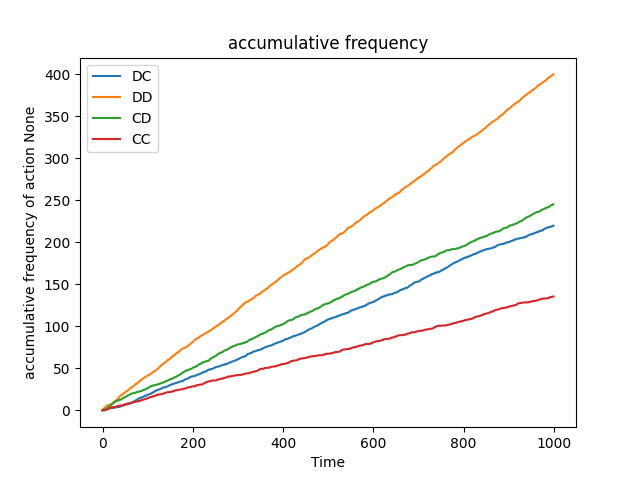 accumulative frequency
accumulative frequency of action None
400
350
300
250
200
150
100
50
0
DC
DD
CD
CC
0 200 400 600 800 1000
Time